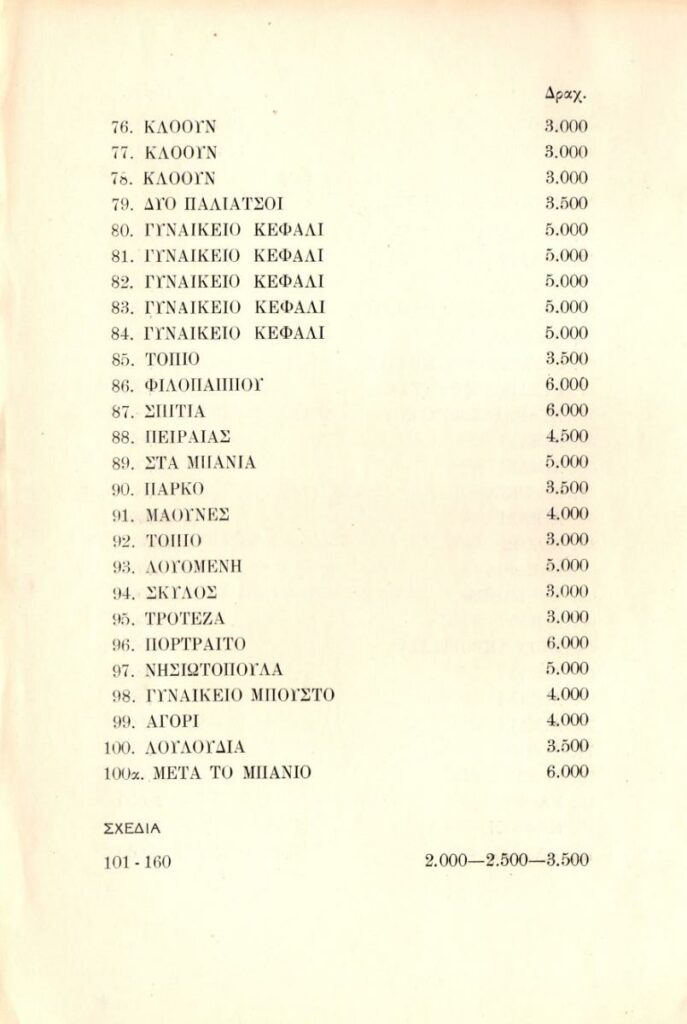 Δραχ.
76. ΚΛΟΟΥΝ 3.000
77. ΚΛΟΟΥΝ 3.000
78. ΚΛΟΟΥΝ 3.000
79. ΔΥΟ ΠΑΛΙΑΤΣΟΙ 3.500
80. ΓΥΝΑΙΚΕΙΟ ΚΕΦΑΛΙ 5.000
81. ΓΥΝΑΙΚΕΙΟ ΚΕΦΑΛΙ 5.000
82. ΓΥΝΑΙΚΕΙΟ ΚΕΦΑΛΙ 5.000
83. ΓΥΝΑΙΚΕΙΟ ΚΕΦΑΛΙ 5.000
84. ΓΥΝΑΙΚΕΙΟ ΚΕΦΑΛΙ 5.000
85. ΤΟΠΙΟ 3.500
86. ΦΙΛΟΠΑΠΠΟΥ 6.000
87. ΣΠΙΤΙΑ 6.000
88. ΠΕΙΡΑΙΑΣ 4.500
89. ΣΤΑ ΜΠΑΝΙΑ 5.000
90. ΠΑΡΚΟ 3.500
91. ΜΑΟΥΝΕΣ 4.000
92. ΤΟΠΙΟ 3.000
93. ΛΟΥΟΜΕΝΗ 5.000
94. ΣΚΥΛΟΣ 3.000
95. ΤΡΟΤΕΖΑ 3.000
96. ΠΟΡΤΡΑΙΤΟ 6.000
97. ΝΗΣΙΩΤΟΠΟΥΛΑ 5.000
98. ΓΥΝΑΙΚΕΙΟ ΜΠΟΥΣΤΟ 4.000
99. ΑΓΟΡΙ 4.000
100. ΛΟΥΛΟΥΔΙΑ 3.500
100α. ΜΕΤΑ ΤΟ ΜΠΑΝΙΟ 6.000
ΣΧΕΔΙΑ
101 - 160 2.000—2.500—3.500